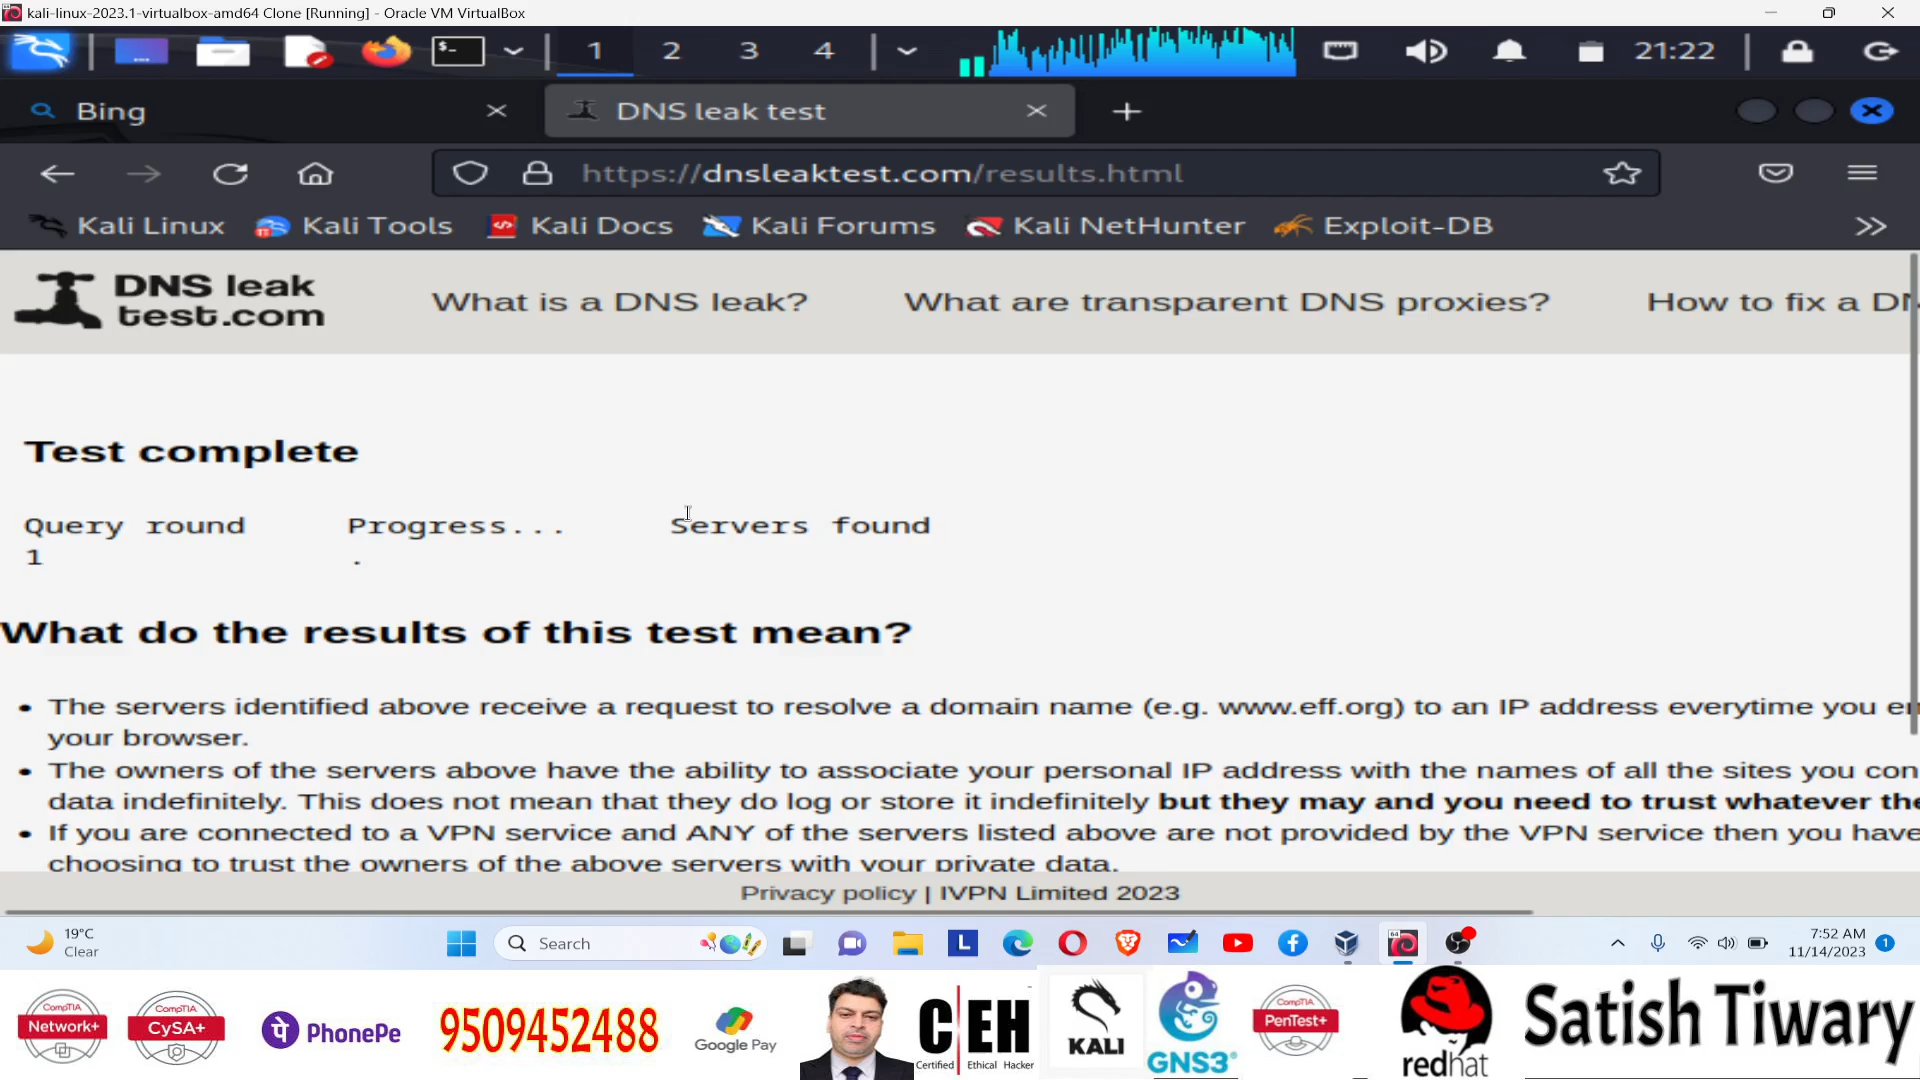 kali-linux-2023.1-virtualbox-amd64 Clone [Running] - Oracle VM VirtualBox
$-
1 2 3 4 21:22
Bing DNS leak test
https://dnsleaktest.com/results.html
Kali Linux Kali Tools Kali Docs Kali Forums Kali NetHunter Exploit-DB
DNS leak
test.com
What is a DNS leak? What are transparent DNS proxies? How to fix a DN
Test complete
Query round Progress... Servers found
1 .
What do the results of this test mean?
• The servers identified above receive a request to resolve a domain name (e.g. www.eff.org) to an IP address everytime you en
your browser.
• The owners of the servers above have the ability to associate your personal IP address with the names of all the sites you con
data indefinitely. This does not mean that they do log or store it indefinitely but they may and you need to trust whatever the
• If you are connected to a VPN service and ANY of the servers listed above are not provided by the VPN service then you have
choosing to trust the owners of the above servers with your private data.
Privacy policy | IVPN Limited 2023
19°C
Clear
Search
L
64
7:52 AM
11/14/2023
1
CompTIA
Network+
CompTIA
CySA+
PhonePe
9509452488
Google Pay
C|EH
Certified Ethical Hacker
KALI
GNS3
CompTIA
PenTest+
redhat
Satish Tiwary